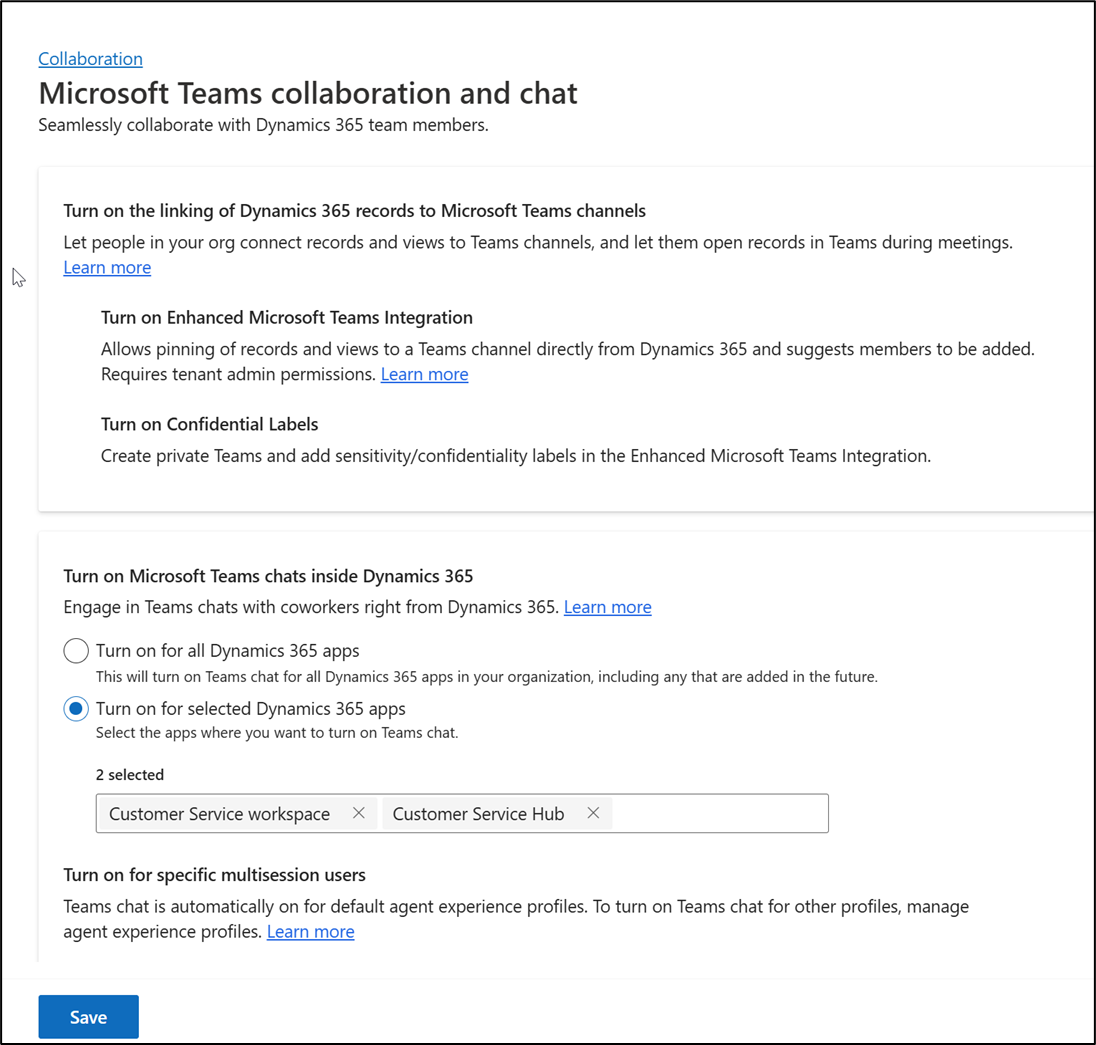 Collaboration
Microsoft Teams collaboration and chat
Seamlessly collaborate with Dynamics 365 team members.
Turn on the linking of Dynamics 365 records to Microsoft Teams channels
Let people in your org connect records and views to Teams channels, and let them open records in Teams during meetings.
Learn more
Turn on Enhanced Microsoft Teams Integration
Allows pinning of records and views to a Teams channel directly from Dynamics 365 and suggests members to be added.
Requires tenant admin permissions. Learn more
Turn on Confidential Labels
Create private Teams and add sensitivity/confidentiality labels in the Enhanced Microsoft Teams Integration.
Turn on Microsoft Teams chats inside Dynamics 365
Engage in Teams chats with coworkers right from Dynamics 365. Learn more
Turn on for all Dynamics 365 apps
This will turn on Teams chat for all Dynamics 365 apps in your organization, including any that are added in the future.
Turn on for selected Dynamics 365 apps
Select the apps where you want to turn on Teams chat.
2 selected
Customer Service workspace Customer Service Hub
Turn on for specific multisession users
Teams chat is automatically on for default agent experience profiles. To turn on Teams chat for other profiles, manage
agent experience profiles. Learn more
Save